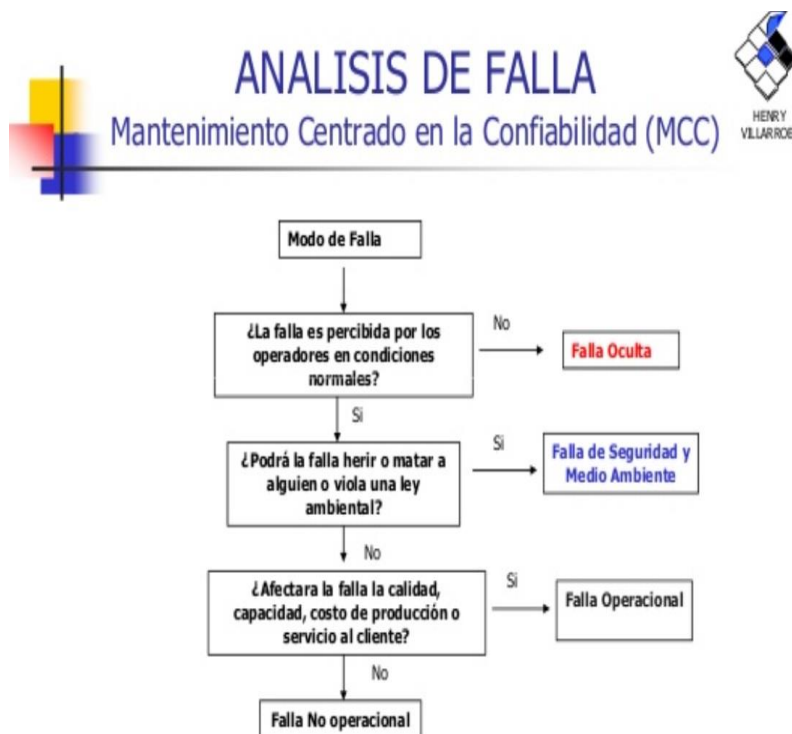 ANALISIS DE FALLA
Mantenimiento Centrado en la Confiabilidad (MCC)
HENRY
Modo de Falla
¿La falla es percibida por los
operadores en condiciones
normales?
No
Falla Oculta
Si
¿Podrá la falla herir o matar a
alguien o viola una ley
ambiental?
Si
Falla de Seguridad y
Medio Ambiente
No
¿Afectara la falla la calidad,
capacidad, costo de producción o
servicio al cliente?
Si
Falla Operacional
No
Falla No operacional